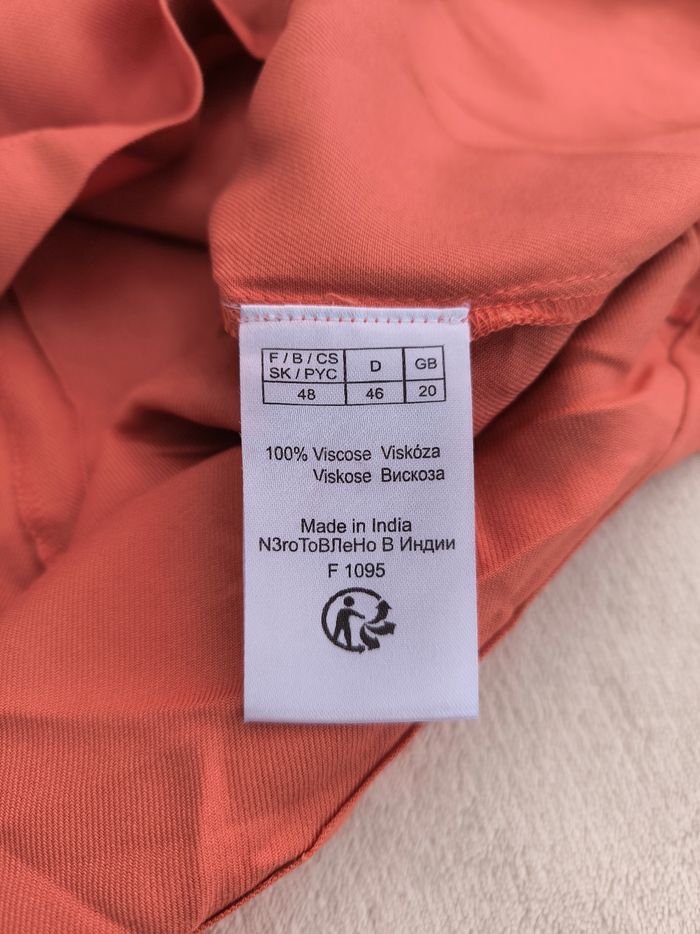 F / B / CS D GB
SK / PYC
48 46 20
100% Viscose Viskóza
Viskose Вискоза
Made in India
N3гоТоВЛеНо В Индии
F 1095